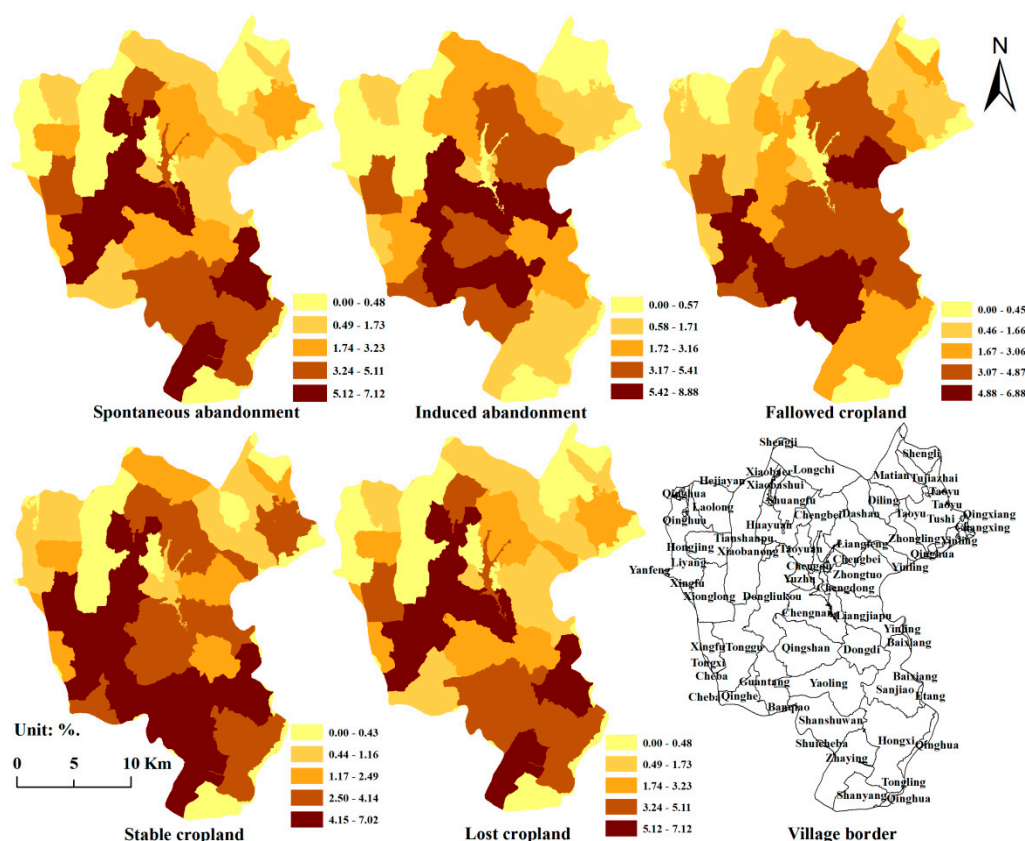 N
0.00 - 0.48
0.49 - 1.73
1.74 - 3.23
3.24 - 5.11
5.12 - 7.12
Spontaneous abandonment
0.00 - 0.57
0.58 - 1.71
1.72 - 3.16
3.17 - 5.41
5.42 - 8.88
Induced abandonment
0.00 - 0.45
0.46 - 1.66
1.67 - 3.06
3.07 - 4.87
4.88 - 6.88
Fallowed cropland
Unit: %.
0 5 10 Km
0.00 - 0.43
0.44 - 1.16
1.17 - 2.49
2.50 - 4.14
4.15 - 7.02
Stable cropland
0.00 - 0.48
0.49 - 1.73
1.74 - 3.23
3.24 - 5.11
5.12 - 7.12
Lost cropland
Shengji
Shengli
Longchi
Matian
Tujiazhai
Hejiayan
Xiaobushui
Qinghua
Taoyu
Laolong
Shuangfu
Diling
Taoyu
Chengbei
Dashan
Taoyu
Qingxiang
Qinghua
Huayuan
Tushi
Changxing
Tianshanpu
Zhongling
Yinling
Hongjing
Xiaobanong
Taoyuan
Liangfeng
Qinghua
Liyang
Chengbei
Yinling
Yanfeng
Zhongtuo
Xingfu
Yuzhu
Chengdong
Xionglong
Dongliukou
Chengnan
Liangjiapu
Yinling
Baixiang
Xingfu
Tonggu
Qingshan
Dongdi
Tongxi
Cheba
Guantang
Yaoling
Baixiang
Sanjiao
Cheba
Qinghe
Etang
Banqiao
Shanshuwan
Shuicheba
Hongxi
Qinghua
Zhaying
Tongling
Shanyang
Qinghua
Village border